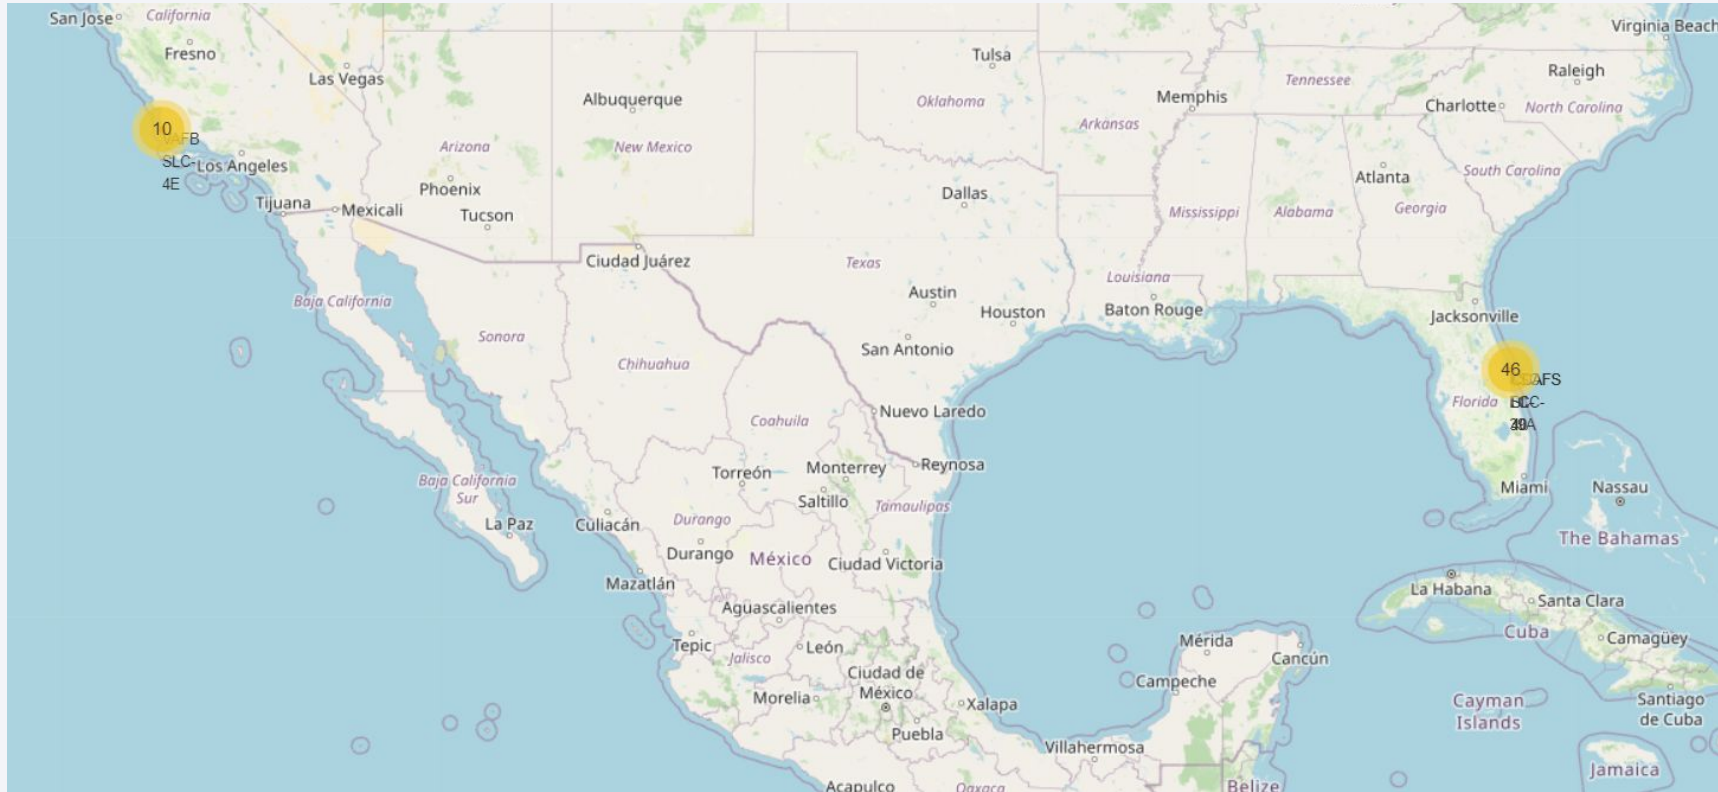 San Jose
California
Virginia Beach
Fresno
Las Vegas
Tulsa
Raleigh
Albuquerque
Oklahoma
Memphis
Tennessee
Charlotte
North Carolina
10
Arizona
New Mexico
Arkansas
SLC-
Los Angeles
4E
Phoenix
Dallas
Atlanta
South Carolina
Tijuana
Mexicali
Tucson
Mississippi
Alabama
Georgia
Ciudad Juárez
Texas
Louisiana
Baja California
Austin
Houston
Baton Rouge
Jacksonville
Sonora
Chihuahua
San Antonio
46
Coahuila
Nuevo Laredo
Florida
Torreón
Monterrey
Reynosa
Baja California
Sur
Saltillo
Tamaulipas
Miami
Nassau
La Paz
Culiacán
Durango
The Bahamas
Durango
México
Ciudad Victoria
Mazatlán
La Habana
Santa Clara
Aguascalientes
Cuba
Camagüey
Tepic
Jalisco
León
Mérida
Cancún
Ciudad de
México
Campeche
Morelia
Xalapa
Cayman
Islands
Santiago
de Cuba
Puebla
Villahermosa
Jamaica
Acapulco
Oaxaca
Belize